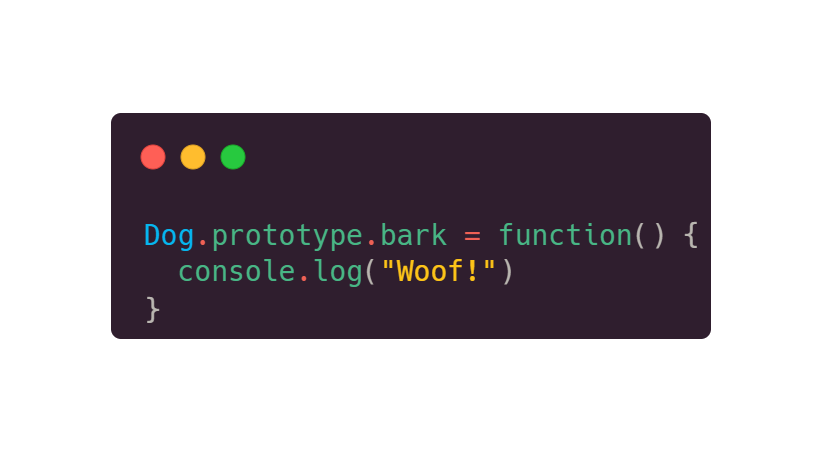 Dog.prototype.bark = function() {
  console.log("Woof!")
}